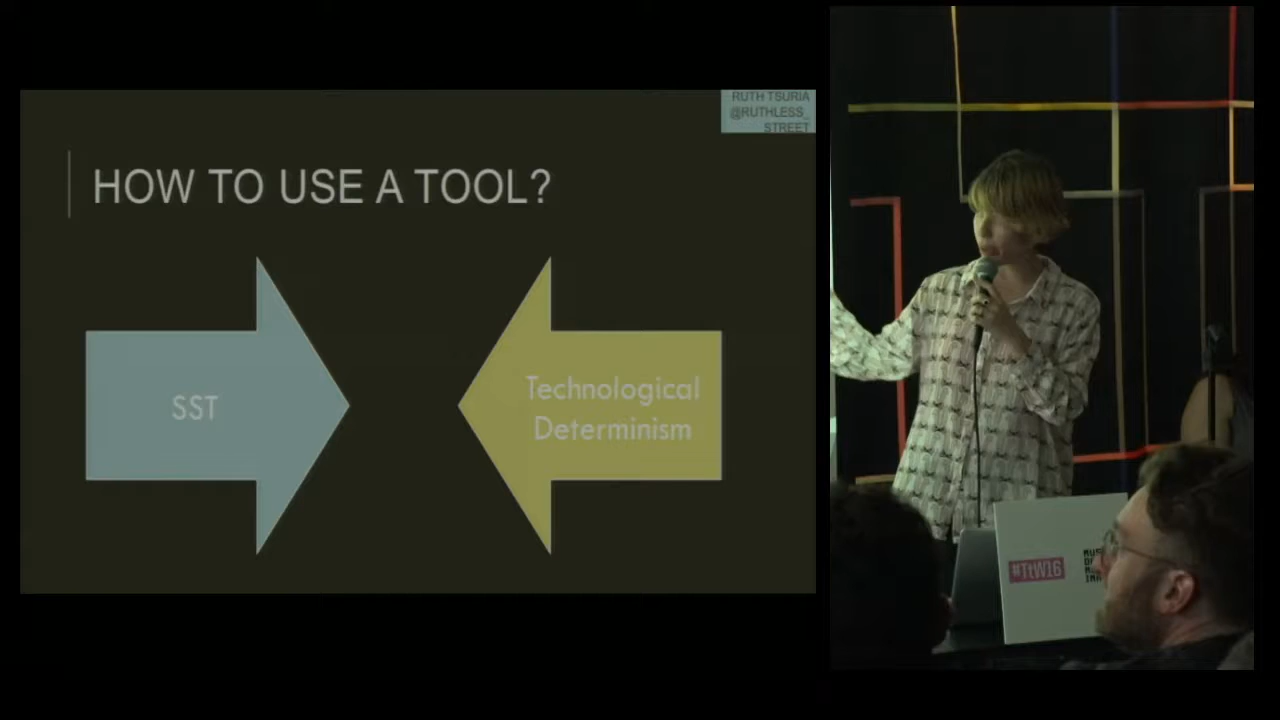 RUTH TSURIA
@RUTHLESS_
STREET
HOW TO USE A TOOL?
SST
Technological
Determinism
#TtW16